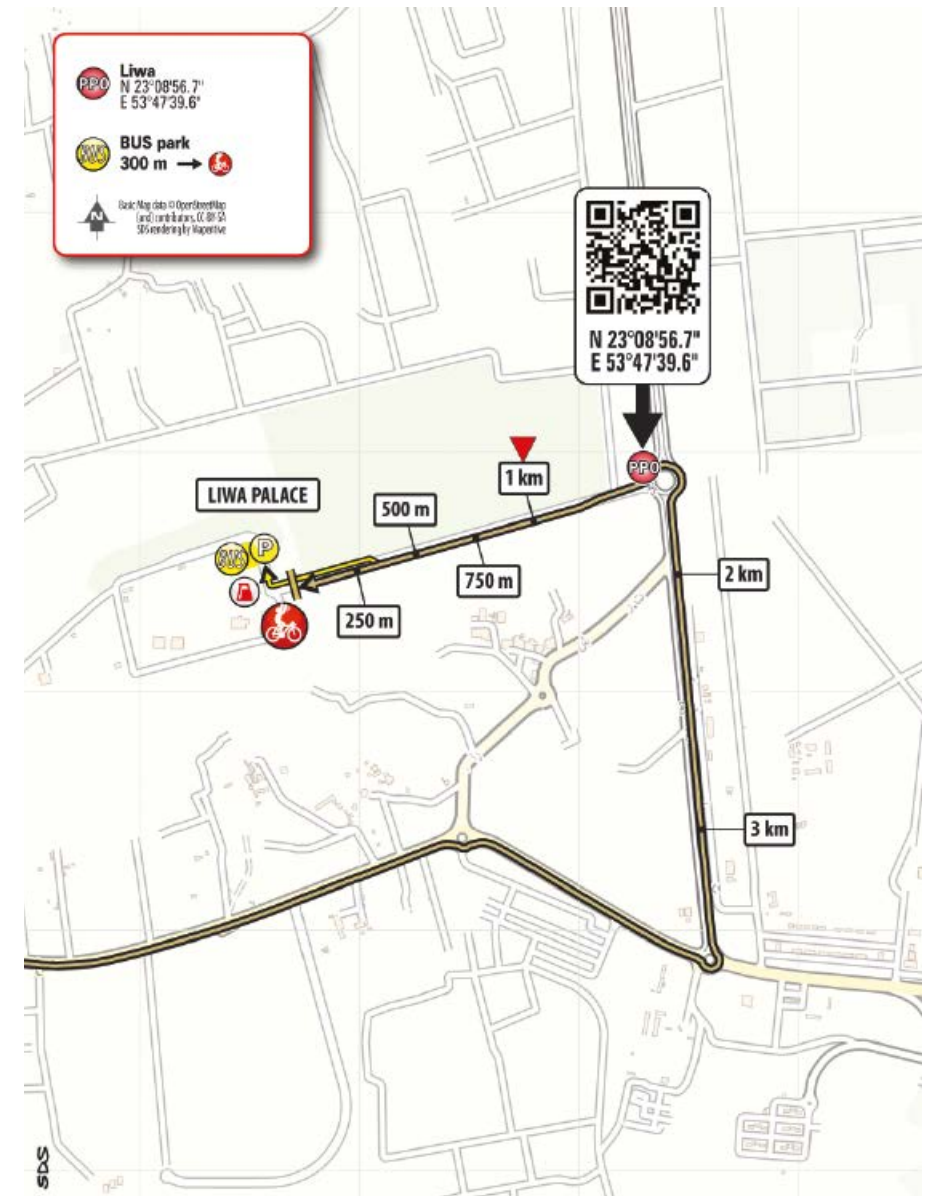 PPO
Liwa
N 23°08'56.7"
E 53°47'39.6"
BUS
BUS park
300 m
N
Basic Map data © OpenStreetMap
(and) contributors, CC-BY-SA
SDS rendering by Maperitive
N 23°08'56.7"
E 53°47'39.6"
PPO
1 km
LIWA PALACE
500 m
BUS
P
750 m
2 km
250 m
3 km
SDS